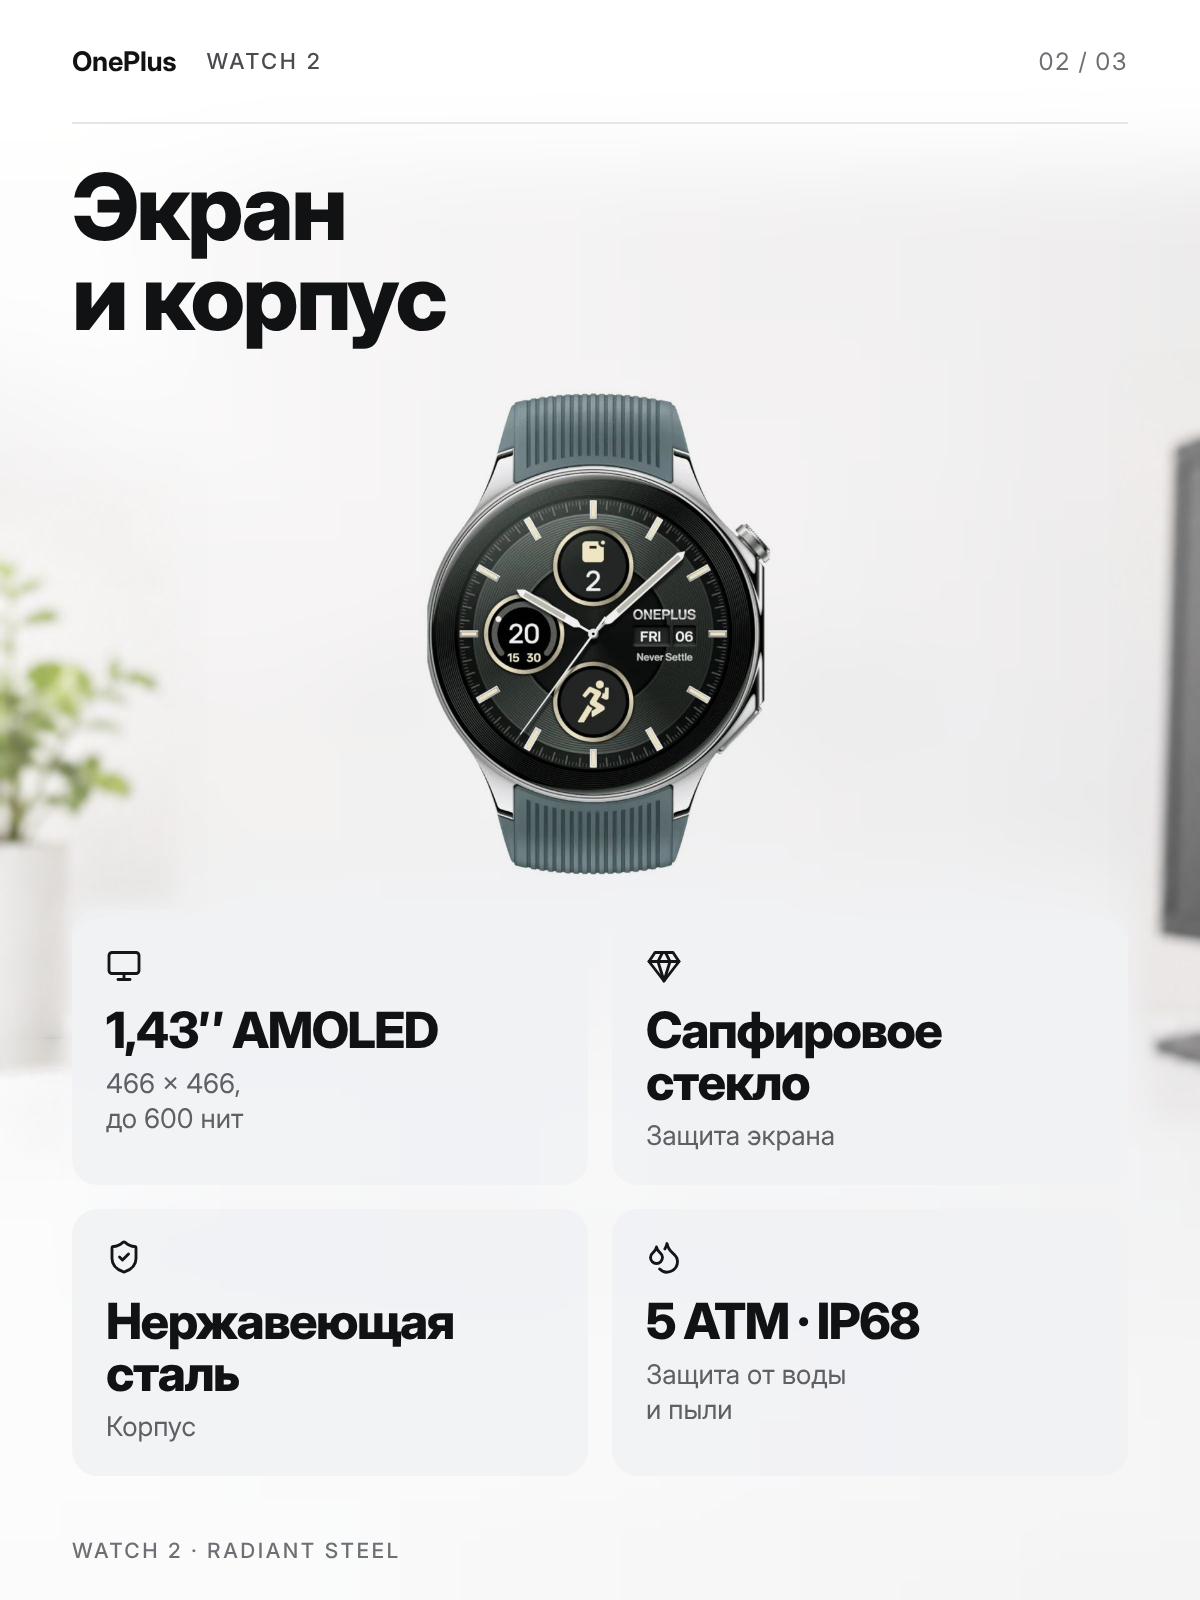 OnePlus WATCH 2 02 / 03
Экран
и корпус
2
20
15 30
ONEPLUS
FRI 06
Never Settle
1,43″ AMOLED
466 × 466,
до 600 нит
Сапфировое
стекло
Защита экрана
Нержавеющая
сталь
Корпус
5 ATM · IP68
Защита от воды
и пыли
WATCH 2 · RADIANT STEEL